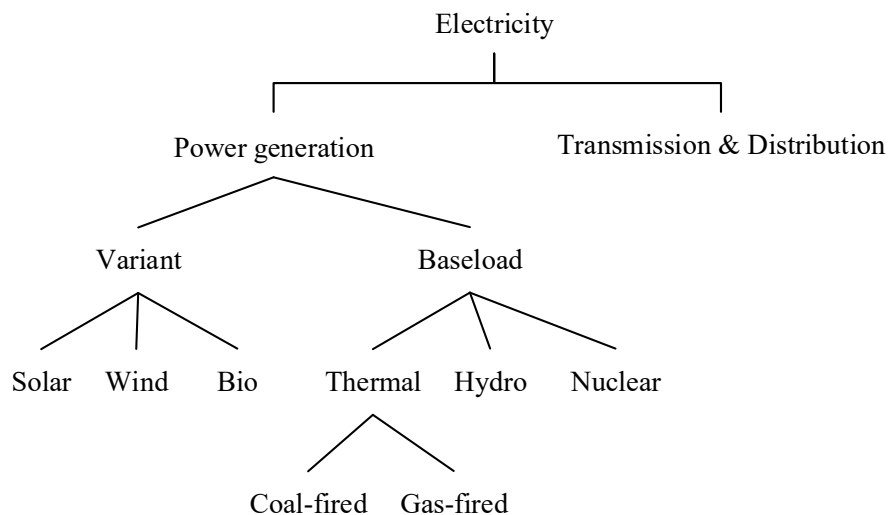 Electricity
Power generation
Transmission & Distribution
Variant
Baseload
Solar
Wind
Bio
Thermal
Hydro
Nuclear
Coal-fired
Gas-fired